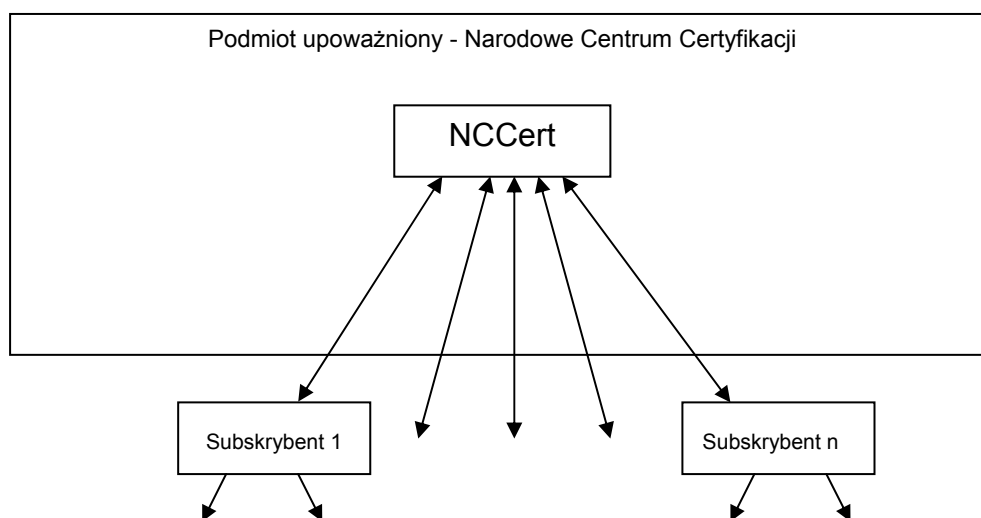 Podmiot upoważniony - Narodowe Centrum Certyfikacji
NCCert
Subskrybent 1
Subskrybent n